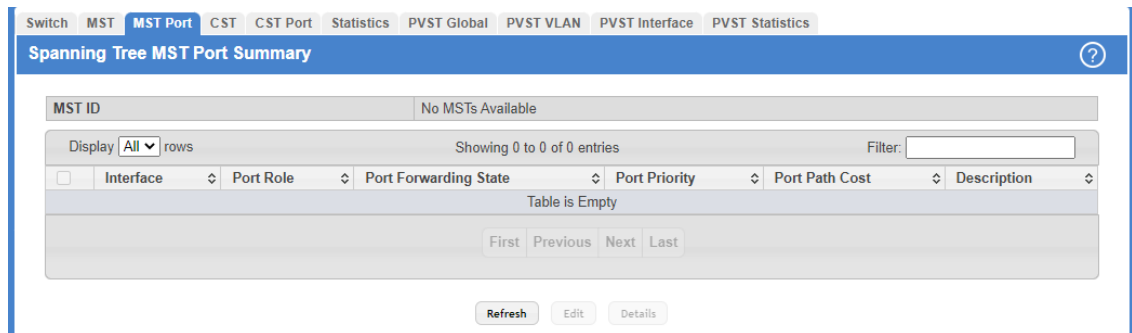 Switch MST MST Port CST CST Port Statistics PVST Global PVST VLAN PVST Interface PVST Statistics
Spanning Tree MST Port Summary ?
MST ID No MSTs Available
Display All rows Showing 0 to 0 of 0 entries Filter:
Interface Port Role Port Forwarding State Port Priority Port Path Cost Description
Table is Empty
First Previous Next Last
Refresh Edit Details